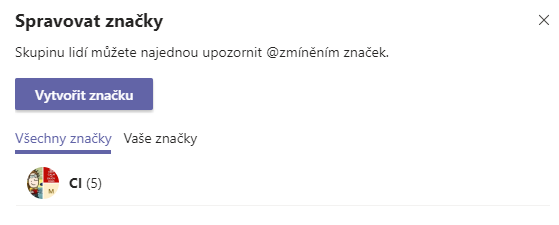 Spravovat značky
Skupinu lidí můžete najednou upozornit @zmíněním značek.
Vytvořit značku
Všechny značky Vaše značky
M CI (5)